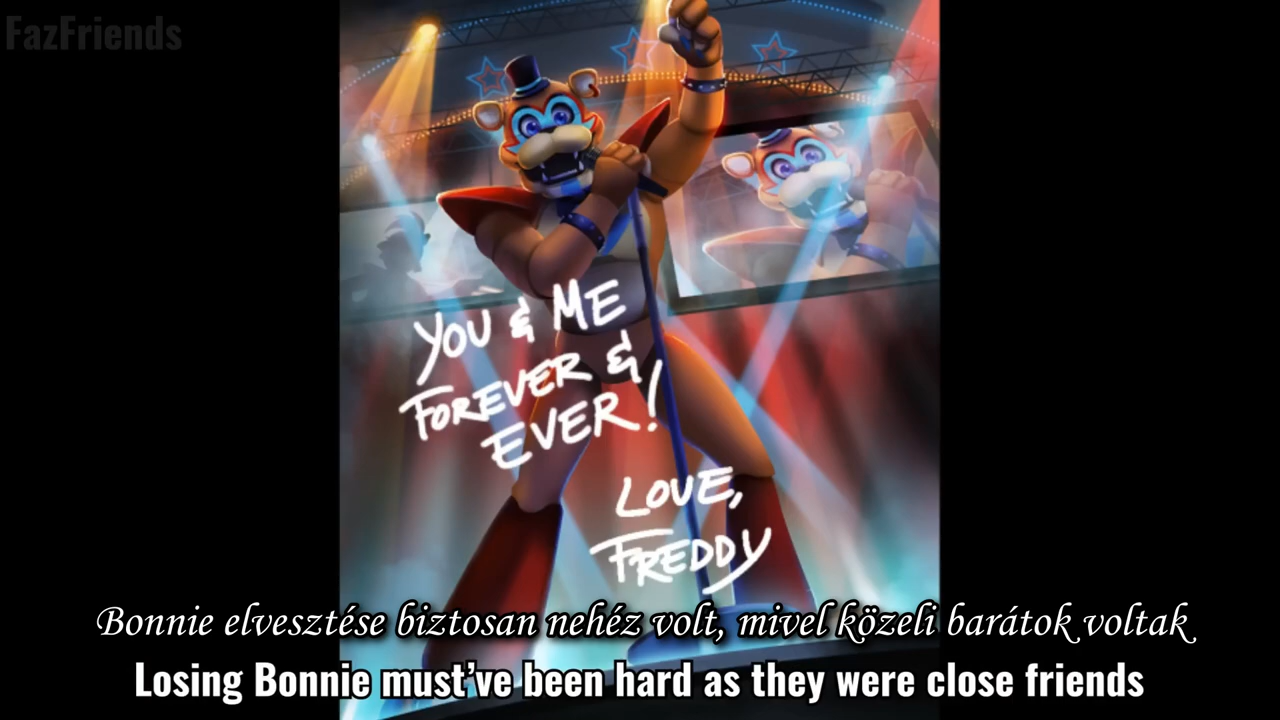 FazFriends
YOU & ME
FOREVER &
EVER!
LOVE,
FREDDY
Bonnie elvesztése biztosan nehéz volt, mivel közeli barátok voltak
Losing Bonnie must've been hard as they were close friends